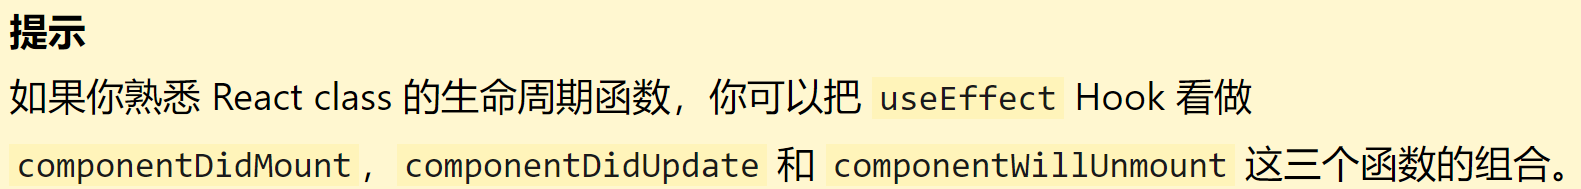 提示
如果你熟悉 React class 的生命周期函数，你可以把 useEffect Hook 看做
componentDidMount，componentDidUpdate 和 componentWillUnmount 这三个函数的组合。